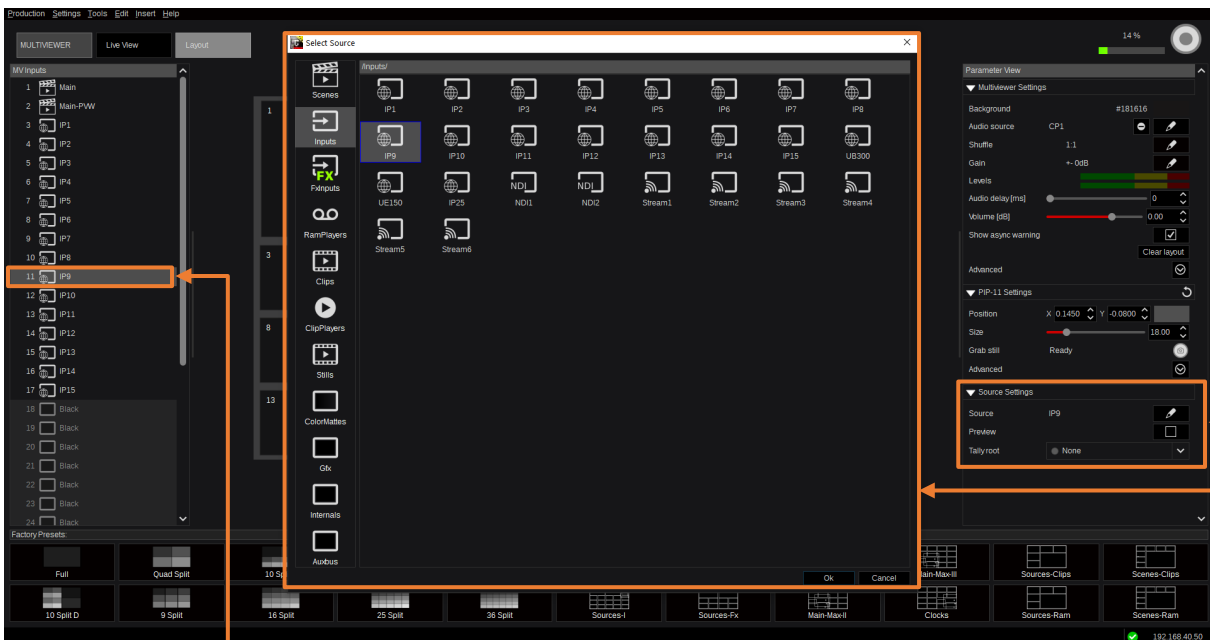 Production Settings Tools Edit Insert Help
MULTIVIEWER Live View Layout
14 %
MV Inputs
1 Main
2 Main-PVW
3 IP1
4 IP2
5 IP3
6 IP4
7 IP5
8 IP6
9 IP7
10 IP8
11 IP9
12 IP10
13 IP11
14 IP12
15 IP13
16 IP14
17 IP15
18 Black
19 Black
20 Black
21 Black
22 Black
23 Black
24 Black
1
3
8
13
Select Source
Scenes
Inputs
FX
FxInputs
RamPlayers
Clips
ClipPlayers
Stills
ColorMattes
Gfx
Internals
Auxbus
/Inputs/
IP1 IP2 IP3 IP4 IP5 IP6 IP7 IP8
IP9 IP10 IP11 IP12 IP13 IP14 IP15 UB300
NDI NDI
UE150 IP25 NDI1 NDI2 Stream1 Stream2 Stream3 Stream4
Stream5 Stream6
Ok Cancel
Parameter View
Multiviewer Settings
Background #181616
Audio source CP1
Shuffle 1:1
Gain +- 0dB
Levels
Audio delay [ms] 0
Volume [dB] 0.00
Show async warning
Clear layout
Advanced
PIP-11 Settings
Position X 0.1450 Y -0.0800
Size 18.00
Grab still Ready
Advanced
Source Settings
Source IP9
Preview
Tally root None
Factory Presets:
Full Quad Split 10 Sp ain-Max-III Sources-Clips Scenes-Clips
10 Split D 9 Split 16 Split 25 Split 36 Split Sources-I Sources-Fx Main-Max-II Clocks Sources-Ram Scenes-Ram
192.168.40.50